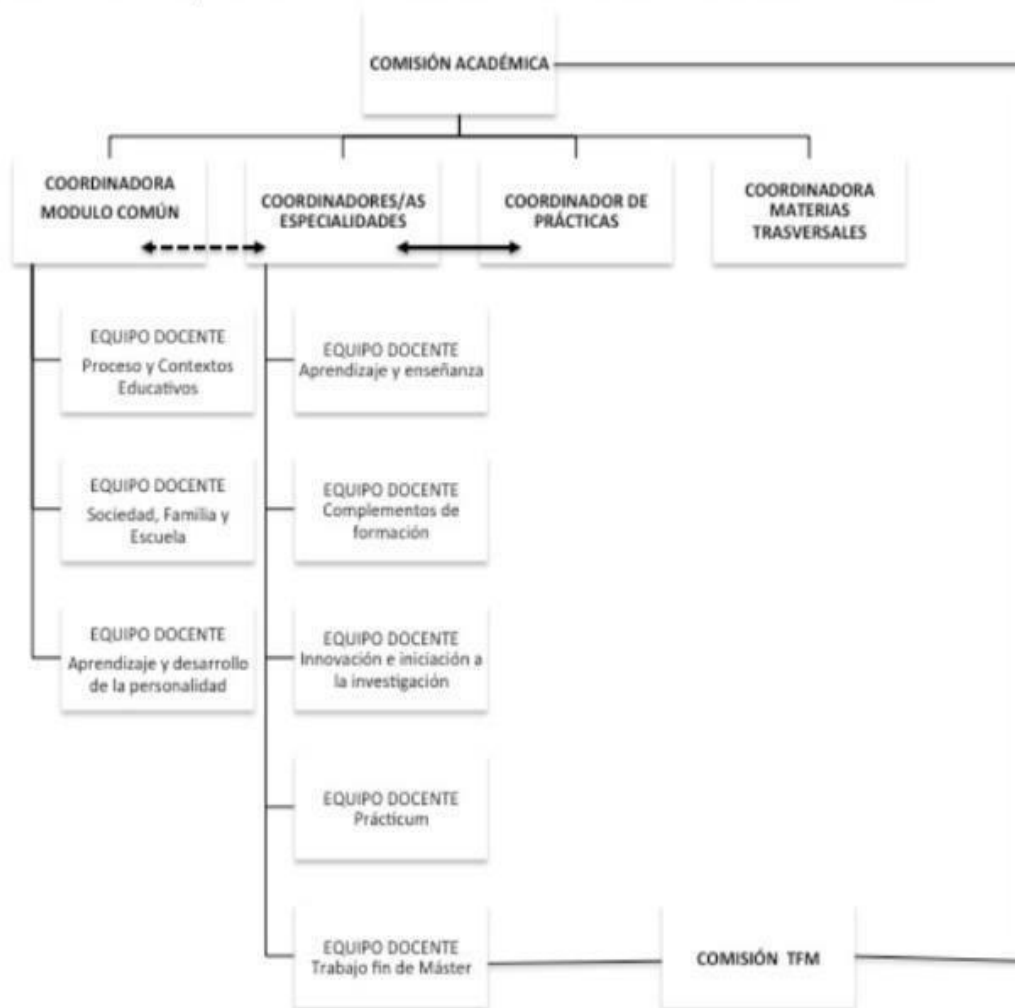 COMISIÓN ACADÉMICA
COORDINADORA
MODULO COMÚN
COORDINADORES/AS
ESPECIALIDADES
COORDINADOR DE
PRÁCTICAS
COORDINADORA
MATERIAS
TRASVERSALES
EQUIPO DOCENTE
Proceso y Contextos
Educativos
EQUIPO DOCENTE
Aprendizaje y enseñanza
EQUIPO DOCENTE
Sociedad, Familia y
Escuela
EQUIPO DOCENTE
Complementos de
formación
EQUIPO DOCENTE
Aprendizaje y desarrollo
de la personalidad
EQUIPO DOCENTE
Innovación e iniciación a
la investigación
EQUIPO DOCENTE
Prácticum
EQUIPO DOCENTE
Trabajo fin de Máster
COMISIÓN TFM